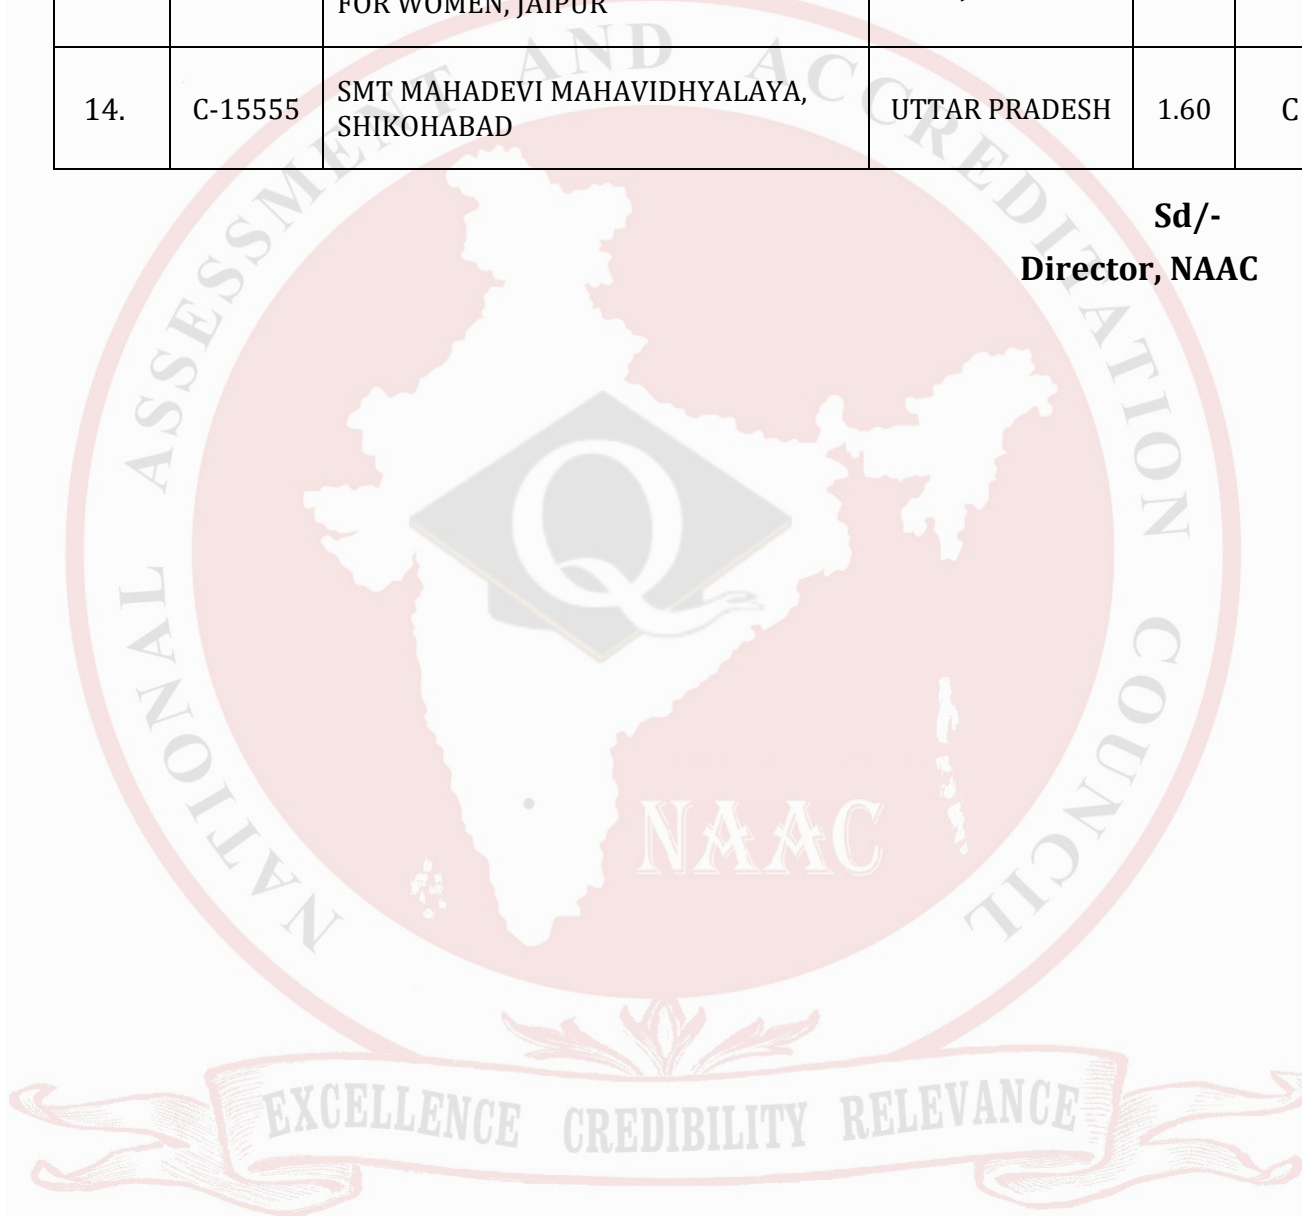 FOR WOMEN, JAIPUR
14. C-15555 SMT MAHADEVI MAHAVIDHYALAYA, SHIKOHABAD UTTAR PRADESH 1.60 C
Sd/-
Director, NAAC
NATIONAL ASSESSMENT AND ACCREDITATION COUNCIL
NAAC
EXCELLENCE CREDIBILITY RELEVANCE